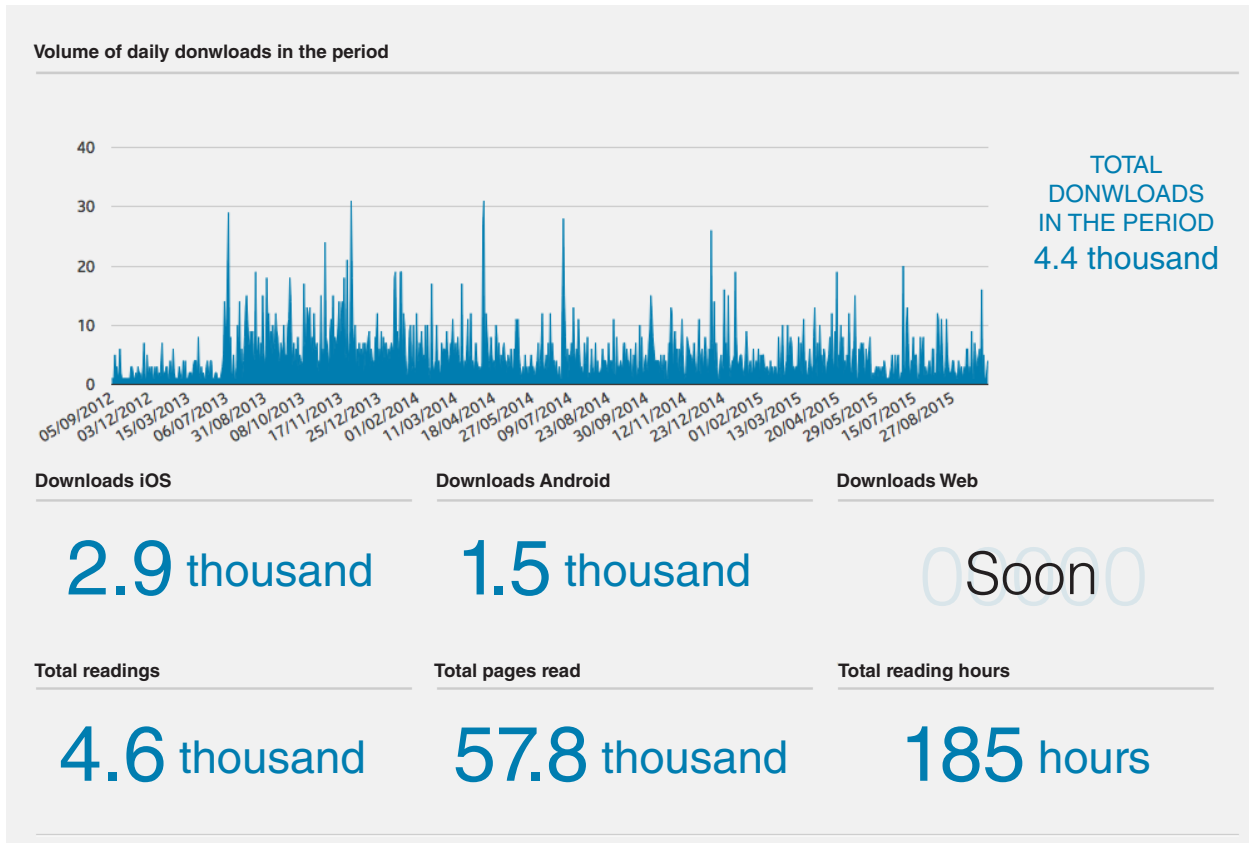 Volume of daily donwloads in the period
40
30
20
10
0
TOTAL
DONWLOADS
IN THE PERIOD
4.4 thousand
05/09/2012
03/12/2012
15/03/2013
06/07/2013
31/08/2013
08/10/2013
17/11/2013
25/12/2013
01/02/2014
11/03/2014
18/04/2014
27/05/2014
09/07/2014
23/08/2014
30/09/2014
12/11/2014
23/12/2014
01/02/2015
13/03/2015
20/04/2015
29/05/2015
15/07/2015
27/08/2015
Downloads iOS
Downloads Android
Downloads Web
2.9 thousand
1.5 thousand
00000
Soon
Total readings
Total pages read
Total reading hours
4.6 thousand
57.8 thousand
185 hours